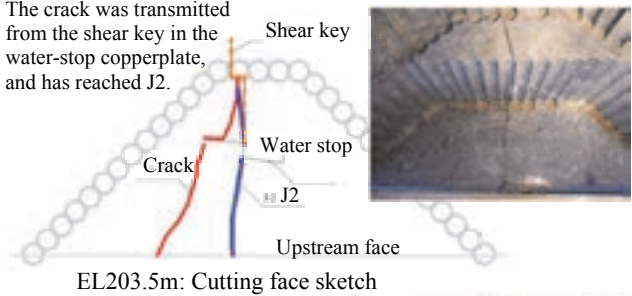 The crack was transmitted
from the shear key in the
water-stop copperplate,
and has reached J2.
Shear key
Water stop
Crack
J2
Upstream face
EL203.5m: Cutting face sketch